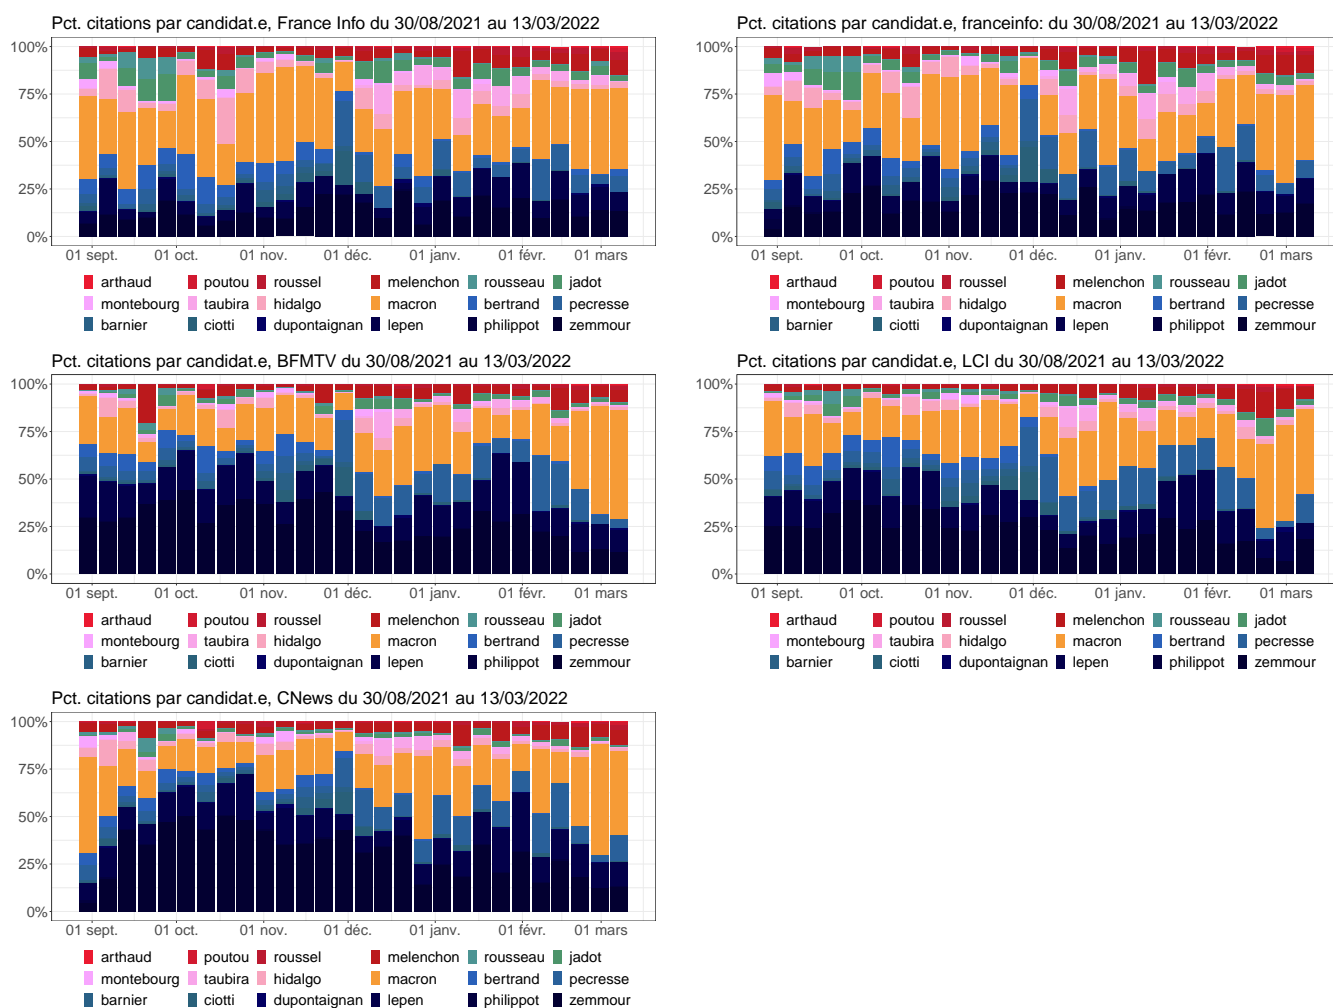 Pct. citations par candidat.e, France Info du 30/08/2021 au 13/03/2022
100%
75%
50%
25%
0%
01 sept. 01 oct. 01 nov. 01 déc. 01 janv. 01 févr. 01 mars
arthaud poutou roussel melenchon rousseau jadot
montebourg taubira hidalgo macron bertrand pecresse
barnier ciotti dupontaignan lepen philippot zemmour
Pct. citations par candidat.e, franceinfo: du 30/08/2021 au 13/03/2022
100%
75%
50%
25%
0%
01 sept. 01 oct. 01 nov. 01 déc. 01 janv. 01 févr. 01 mars
arthaud poutou roussel melenchon rousseau jadot
montebourg taubira hidalgo macron bertrand pecresse
barnier ciotti dupontaignan lepen philippot zemmour
Pct. citations par candidat.e, BFMTV du 30/08/2021 au 13/03/2022
100%
75%
50%
25%
0%
01 sept. 01 oct. 01 nov. 01 déc. 01 janv. 01 févr. 01 mars
arthaud poutou roussel melenchon rousseau jadot
montebourg taubira hidalgo macron bertrand pecresse
barnier ciotti dupontaignan lepen philippot zemmour
Pct. citations par candidat.e, LCI du 30/08/2021 au 13/03/2022
100%
75%
50%
25%
0%
01 sept. 01 oct. 01 nov. 01 déc. 01 janv. 01 févr. 01 mars
arthaud poutou roussel melenchon rousseau jadot
montebourg taubira hidalgo macron bertrand pecresse
barnier ciotti dupontaignan lepen philippot zemmour
Pct. citations par candidat.e, CNews du 30/08/2021 au 13/03/2022
100%
75%
50%
25%
0%
01 sept. 01 oct. 01 nov. 01 déc. 01 janv. 01 févr. 01 mars
arthaud poutou roussel melenchon rousseau jadot
montebourg taubira hidalgo macron bertrand pecresse
barnier ciotti dupontaignan lepen philippot zemmour